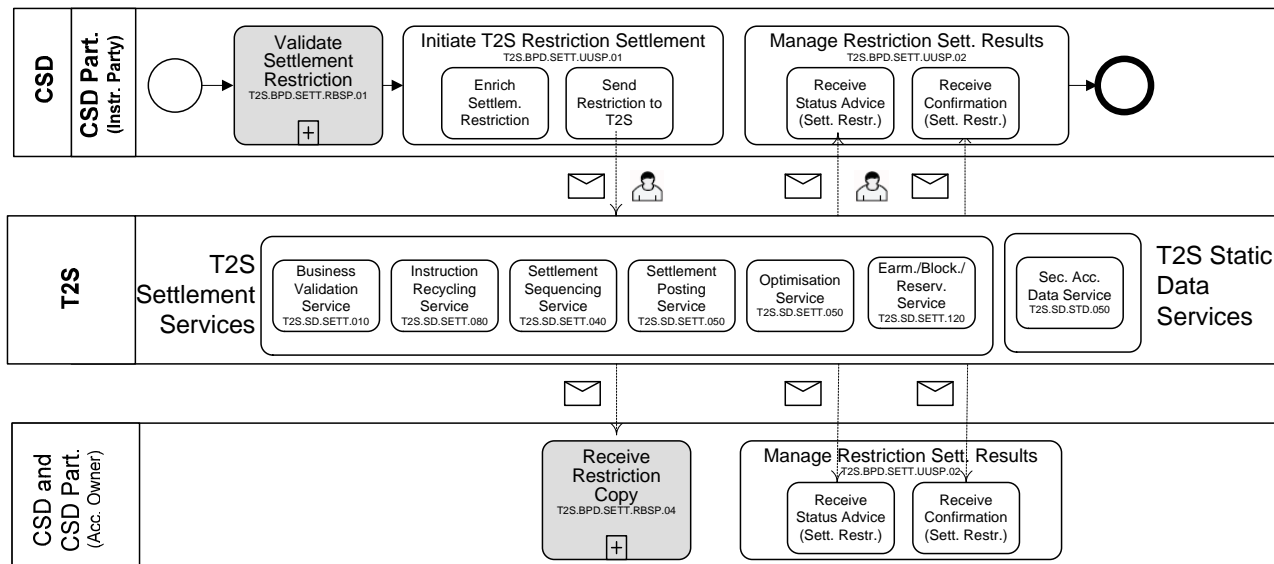 CSD
CSD Part.
(Instr. Party)
Validate
Settlement
Restriction
T2S.BPD.SETT.RBSP.01
Initiate T2S Restriction Settlement
T2S.BPD.SETT.UUSP.01
Enrich
Settlem.
Restriction
Send
Restriction to
T2S
Manage Restriction Sett. Results
T2S.BPD.SETT.UUSP.02
Receive
Status Advice
(Sett. Restr.)
Receive
Confirmation
(Sett. Restr.)
T2S
T2S
Settlement
Services
Business
Validation
Service
T2S.SD.SETT.010
Instruction
Recycling
Service
T2S.SD.SETT.080
Settlement
Sequencing
Service
T2S.SD.SETT.040
Settlement
Posting
Service
T2S.SD.SETT.050
Optimisation
Service
T2S.SD.SETT.050
Earm./Block./
Reserv.
Service
T2S.SD.SETT.120
Sec. Acc.
Data Service
T2S.SD.STD.050
T2S Static
Data
Services
CSD and
CSD Part.
(Acc. Owner)
Receive
Restriction
Copy
T2S.BPD.SETT.RBSP.04
Manage Restriction Sett. Results
T2S.BPD.SETT.UUSP.02
Receive
Status Advice
(Sett. Restr.)
Receive
Confirmation
(Sett. Restr.)